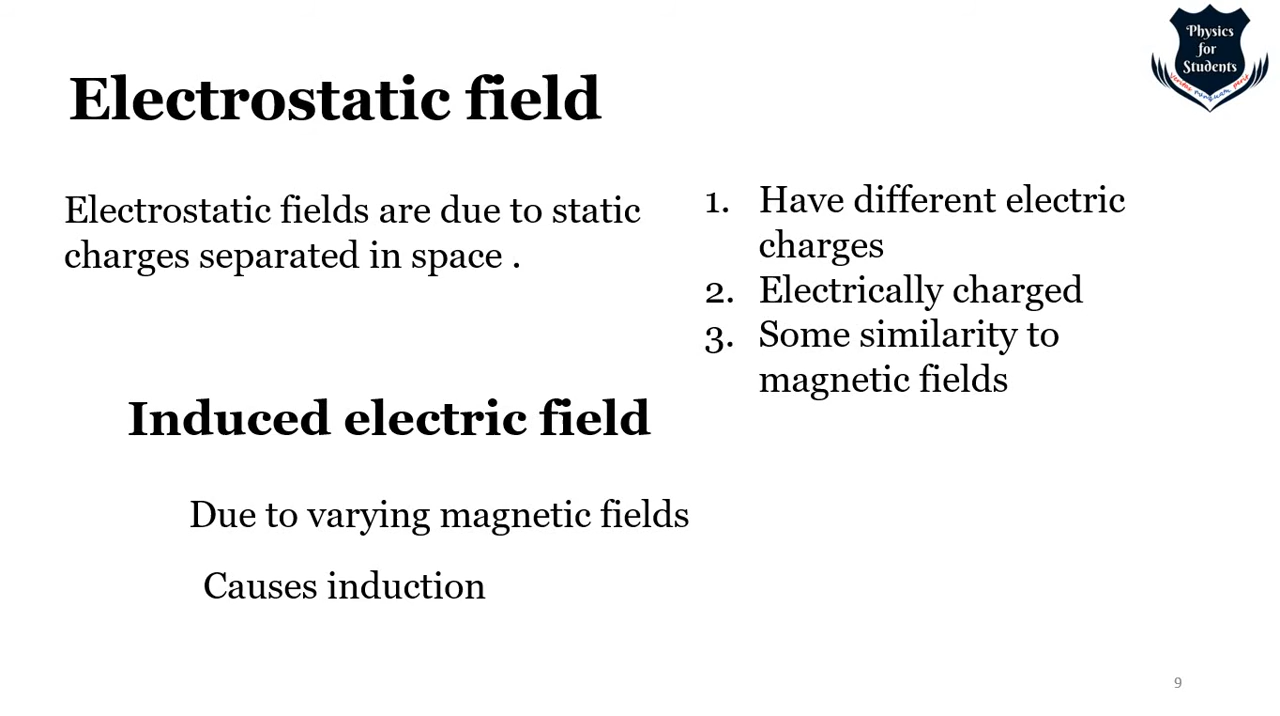 Physics
for
Students
Electrostatic field
Electrostatic fields are due to static
charges separated in space .
1. Have different electric
charges
2. Electrically charged
3. Some similarity to
magnetic fields
Induced electric field
Due to varying magnetic fields
Causes induction
9